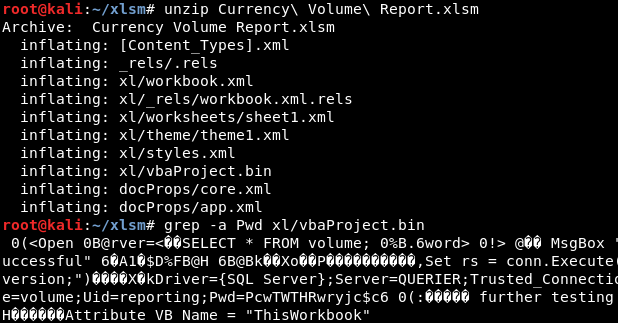 root@kali:~/xlsm# unzip Currency\ Volume\ Report.xlsm
Archive:  Currency Volume Report.xlsm
  inflating: [Content_Types].xml
  inflating: _rels/.rels
  inflating: xl/workbook.xml
  inflating: xl/_rels/workbook.xml.rels
  inflating: xl/worksheets/sheet1.xml
  inflating: xl/theme/theme1.xml
  inflating: xl/styles.xml
  inflating: xl/vbaProject.bin
  inflating: docProps/core.xml
  inflating: docProps/app.xml
root@kali:~/xlsm# grep -a Pwd xl/vbaProject.bin
 0(<Open 0B@rver=<��SELECT * FROM volume; 0%B.6word> 0!> @�� MsgBox "
uccessful" 6�A1�$D%FB@H 6B@Bk��Xo��P����������,Set rs = conn.Execute(
version;")����X�kDriver={SQL Server};Server=QUERIER;Trusted_Connectio
e=volume;Uid=reporting;Pwd=PcwTWTHRwryjc$c6 0(:����� further testing
H������Attribute VB_Name = "ThisWorkbook"